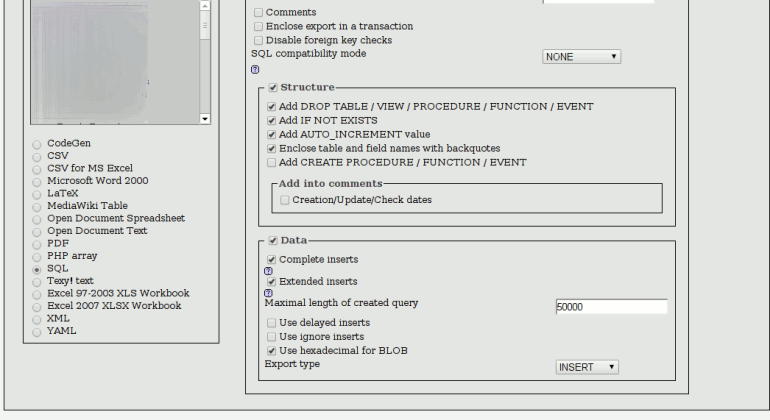 CodeGen
CSV
CSV for MS Excel
Microsoft Word 2000
LaTeX
MediaWiki Table
Open Document Spreadsheet
Open Document Text
PDF
PHP array
SQL
Texy! text
Excel 97-2003 XLS Workbook
Excel 2007 XLSX Workbook
XML
YAML
Comments
Enclose export in a transaction
Disable foreign key checks
SQL compatibility mode NONE
?
Structure
Add DROP TABLE / VIEW / PROCEDURE / FUNCTION / EVENT
Add IF NOT EXISTS
Add AUTO_INCREMENT value
Enclose table and field names with backquotes
Add CREATE PROCEDURE / FUNCTION / EVENT
Add into comments
Creation/Update/Check dates
Data
Complete inserts
?
Extended inserts
?
Maximal length of created query 50000
Use delayed inserts
Use ignore inserts
Use hexadecimal for BLOB
Export type INSERT